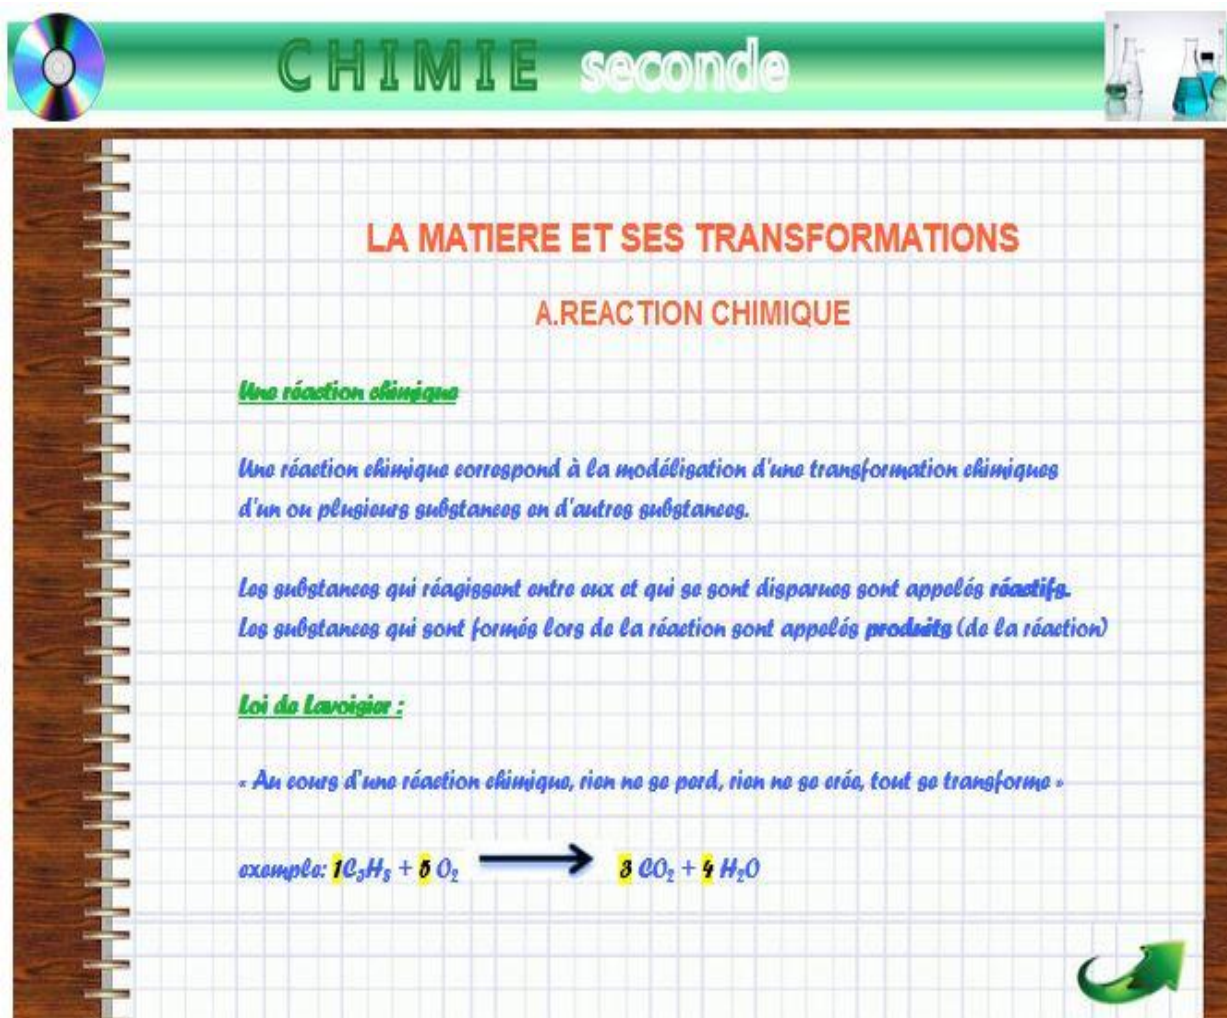 CHIMIE seconde
LA MATIERE ET SES TRANSFORMATIONS
A.REACTION CHIMIQUE
Une réaction chimique
Une réaction chimique correspond à la modélisation d'une transformation chimiques
d'un ou plusieurs substances en d'autres substances.
Les substances qui réagissent entre eux et qui se sont disparues sont appelés réactifs.
Les substances qui sont formés lors de la réaction sont appelés produits (de la réaction)
Loi de Lavoisier :
« Au cours d'une réaction chimique, rien ne se perd, rien ne se crée, tout se transforme »
exemple: 1C₃H₈ + 5 O₂ → 3 CO₂ + 4 H₂O